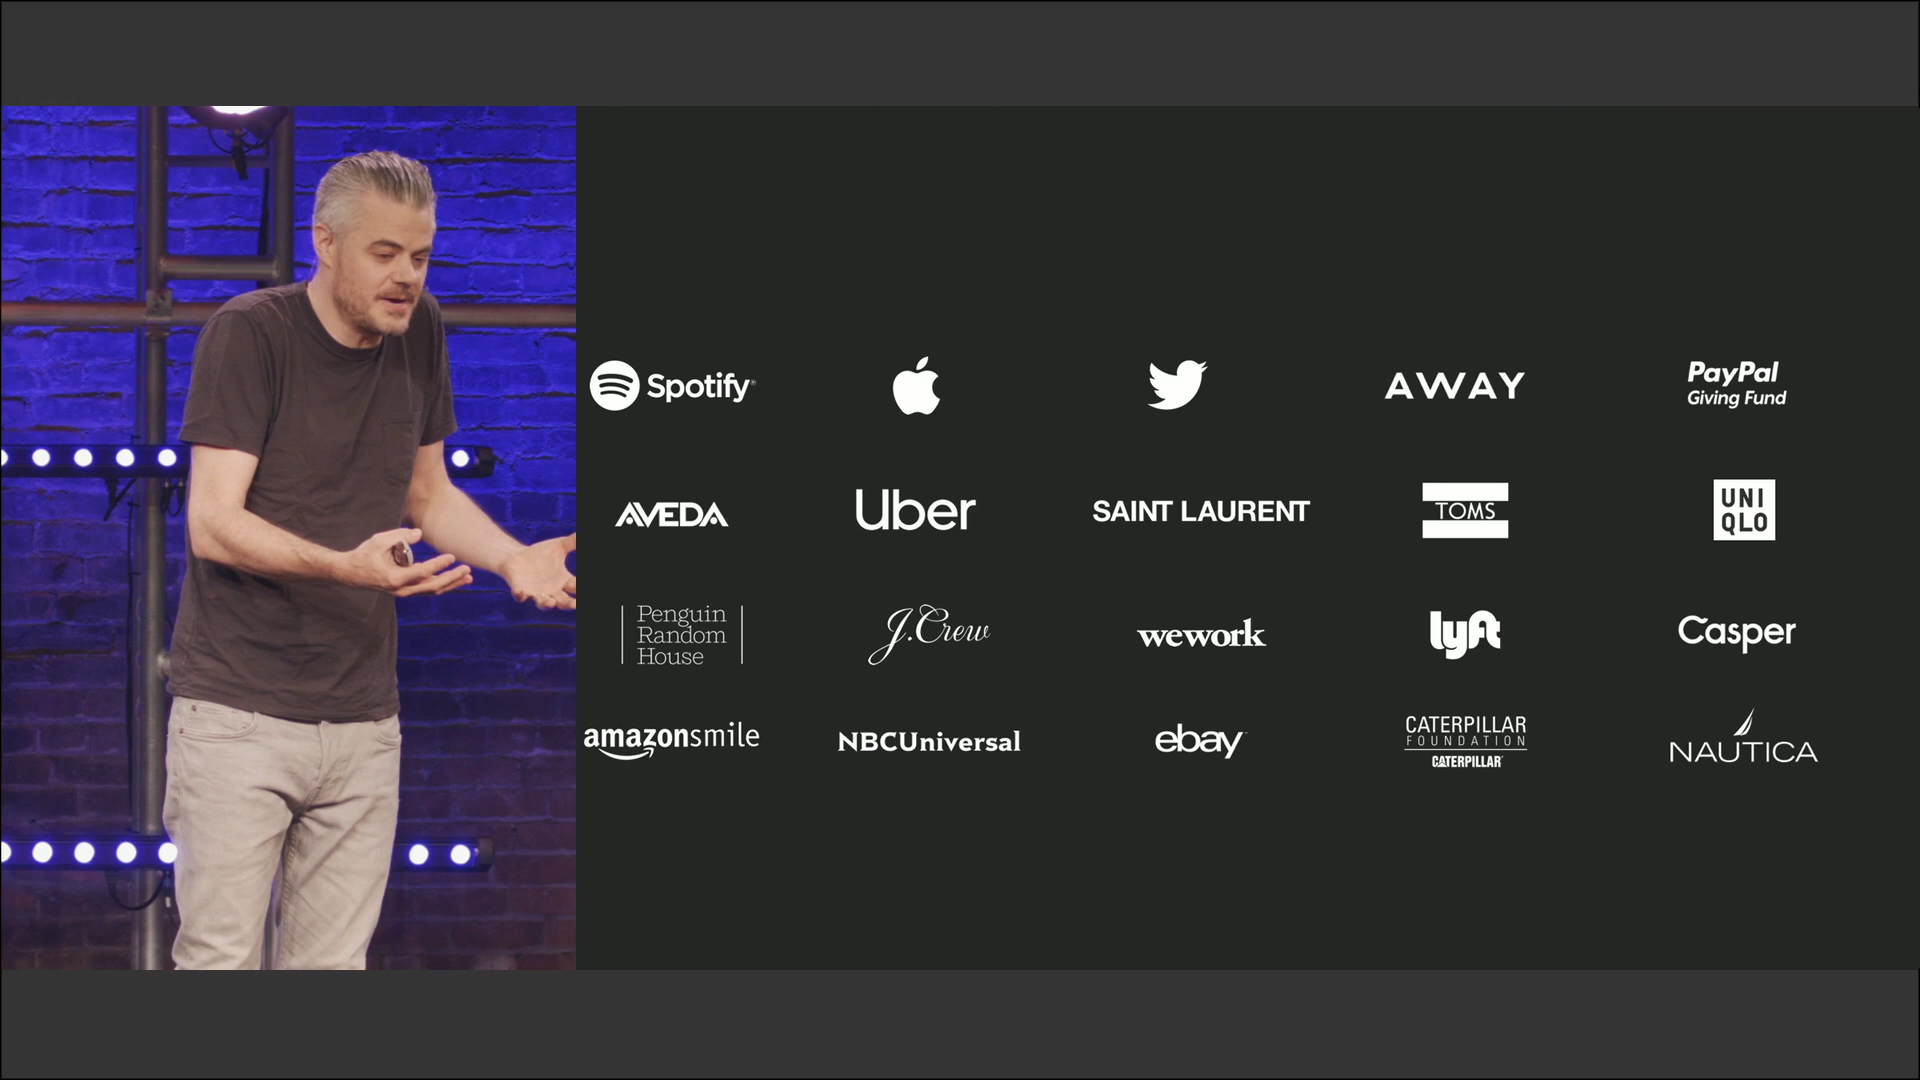 Spotify
AWAY
PayPal
Giving Fund
AVEDA
Uber
SAINT LAURENT
TOMS
UNI
QLO
Penguin
Random
House
J.Crew
wework
lyft
Casper
amazonsmile
NBCUniversal
ebay
CATERPILLAR
FOUNDATION
CATERPILLAR
NAUTICA